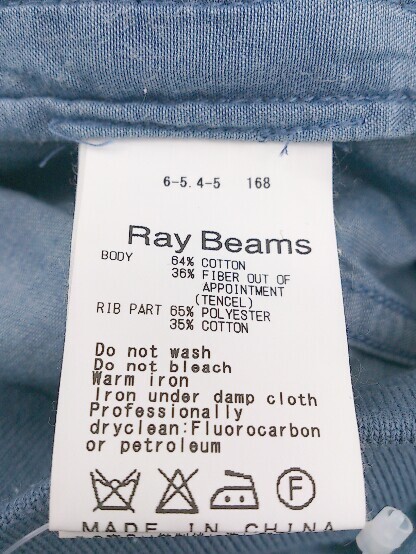 6-5.4-5 168
Ray Beams
BODY 64% COTTON
36% FIBER OUT OF
APPOINTMENT
(TENCEL)
RIB PART 65% POLYESTER
35% COTTON
Do not wash
Do not bleach
Warm iron
Iron under damp cloth
Professionally
dryclean:Fluorocarbon
or petroleum
F
MADE IN CHINA